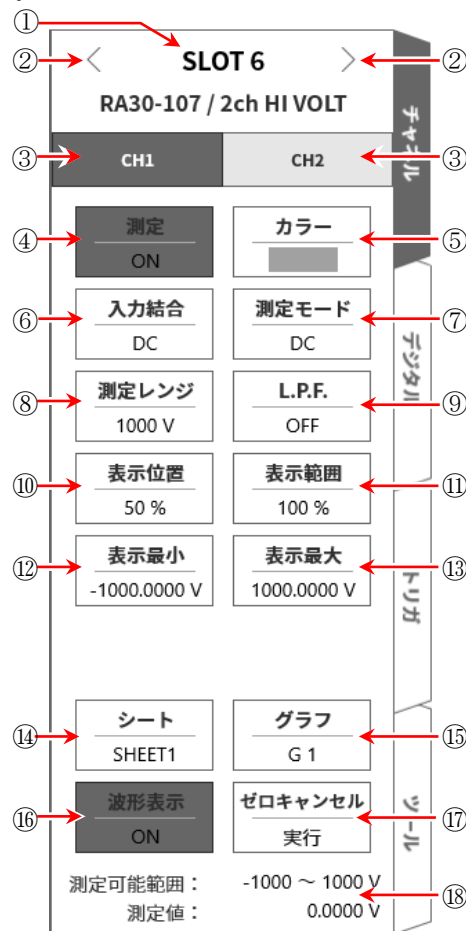 ①
② < SLOT 6 > ②
RA30-107 / 2ch HI VOLT
③ CH1 CH2 ③
④ 測定 カラー ⑤
ON
⑥ 入力結合 測定モード ⑦
DC DC
⑧ 測定レンジ L.P.F. ⑨
1000 V OFF
⑩ 表示位置 表示範囲 ⑪
50 % 100 %
⑫ 表示最小 表示最大 ⑬
-1000.0000 V 1000.0000 V
⑭ シート グラフ ⑮
SHEET1 G 1
⑯ 波形表示 ゼロキャンセル ⑰
ON 実行
測定可能範囲： -1000 ～ 1000 V ⑱
測定値： 0.0000 V
チャネル
デジタル
トリガ
ツール